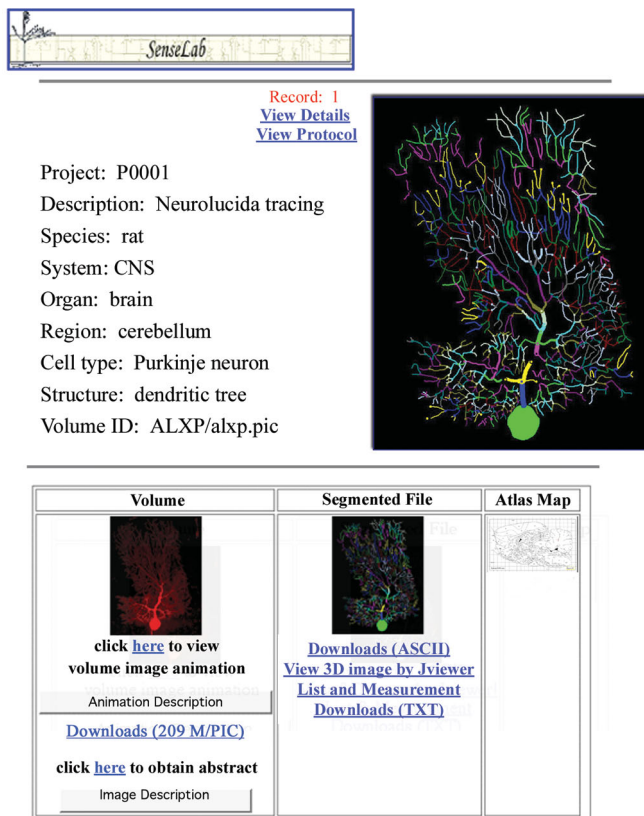 SenseLab
Record: 1
View Details
View Protocol
Project: P0001
Description: Neurolucida tracing
Species: rat
System: CNS
Organ: brain
Region: cerebellum
Cell type: Purkinje neuron
Structure: dendritic tree
Volume ID: ALXP/alxp.pic
Volume
Segmented File
Atlas Map
click here to view
volume image animation
Animation Description
Downloads (209 M/PIC)
click here to obtain abstract
Image Description
Downloads (ASCII)
View 3D image by Jviewer
List and Measurement
Downloads (TXT)